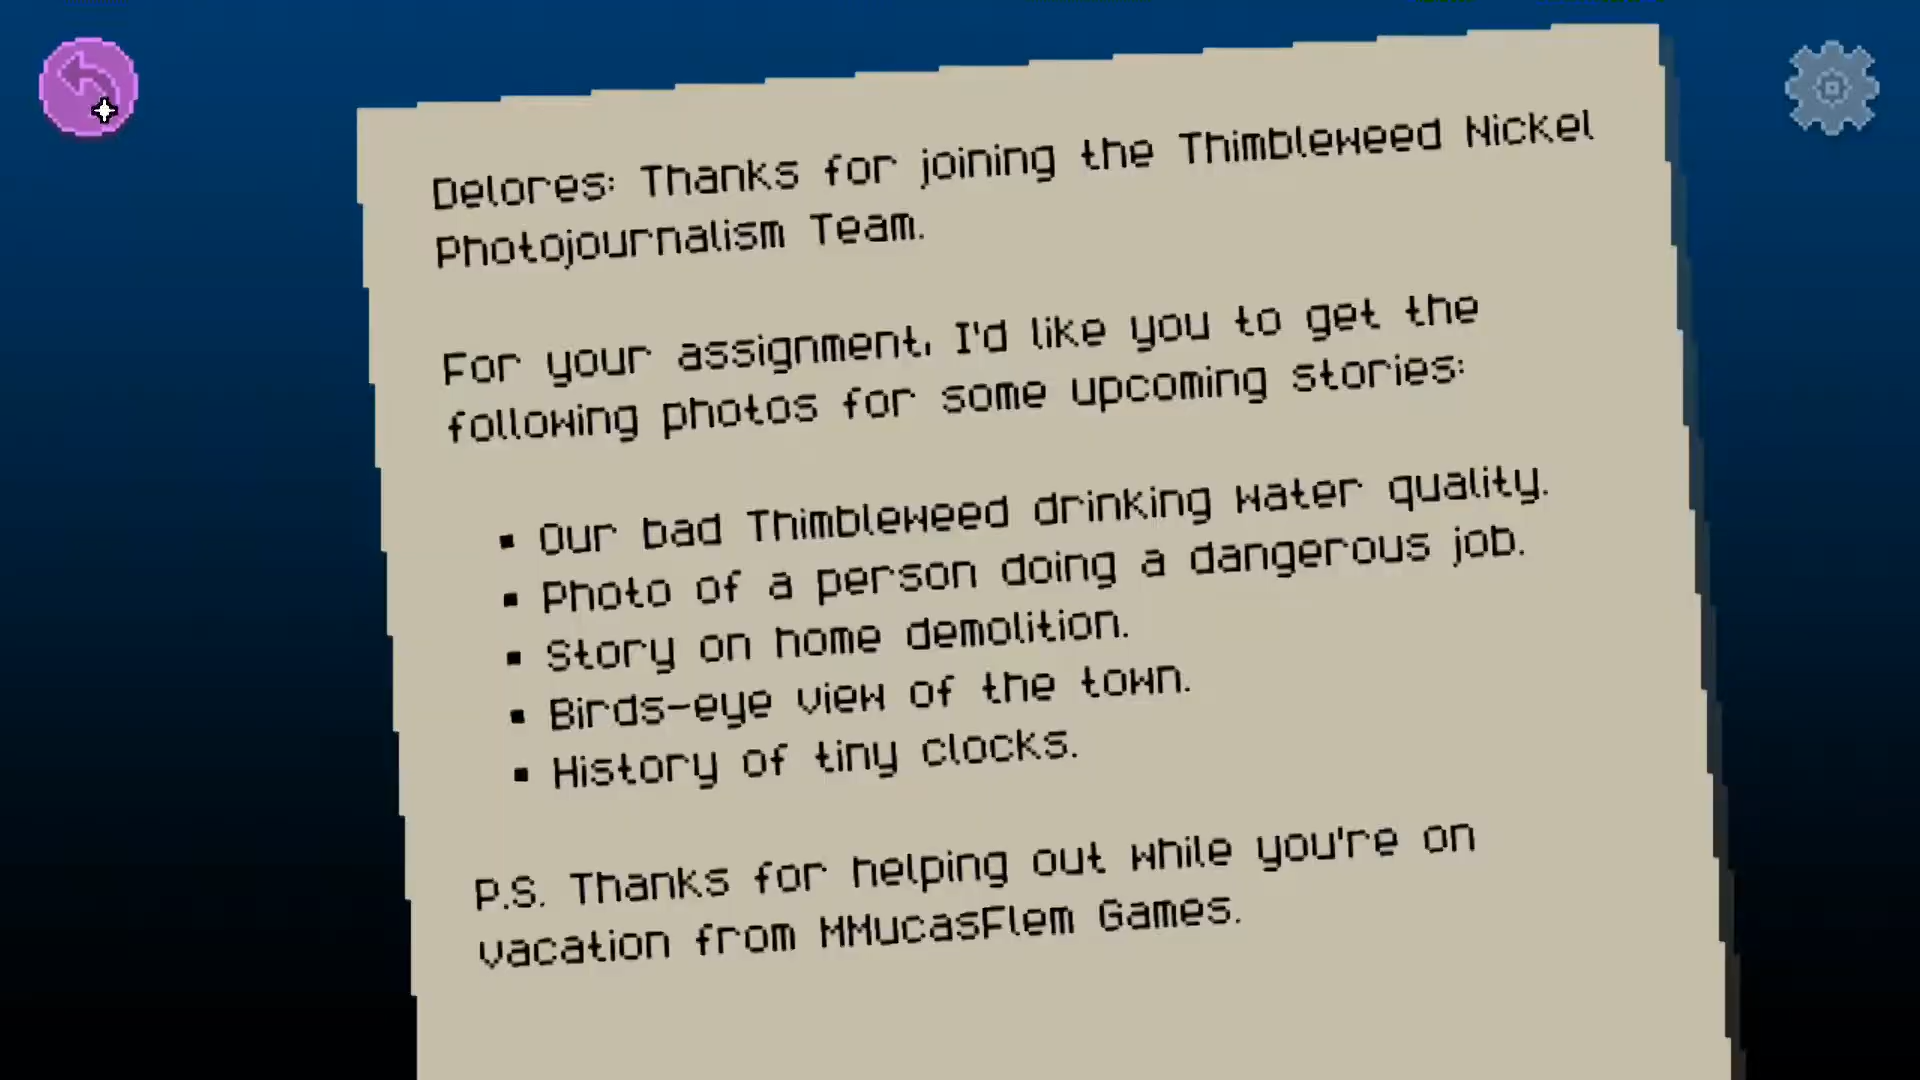 Delores: Thanks for joining the Thimbleweed Nickel
Photojournalism Team.
For your assignment, I'd like you to get the
following photos for some upcoming stories:
▪ Our bad Thimbleweed drinking water quality.
▪ Photo of a person doing a dangerous job.
▪ Story on home demolition.
▪ Birds-eye view of the town.
▪ History of tiny clocks.
P.S. Thanks for helping out while you're on
vacation from MMucasFlem Games.